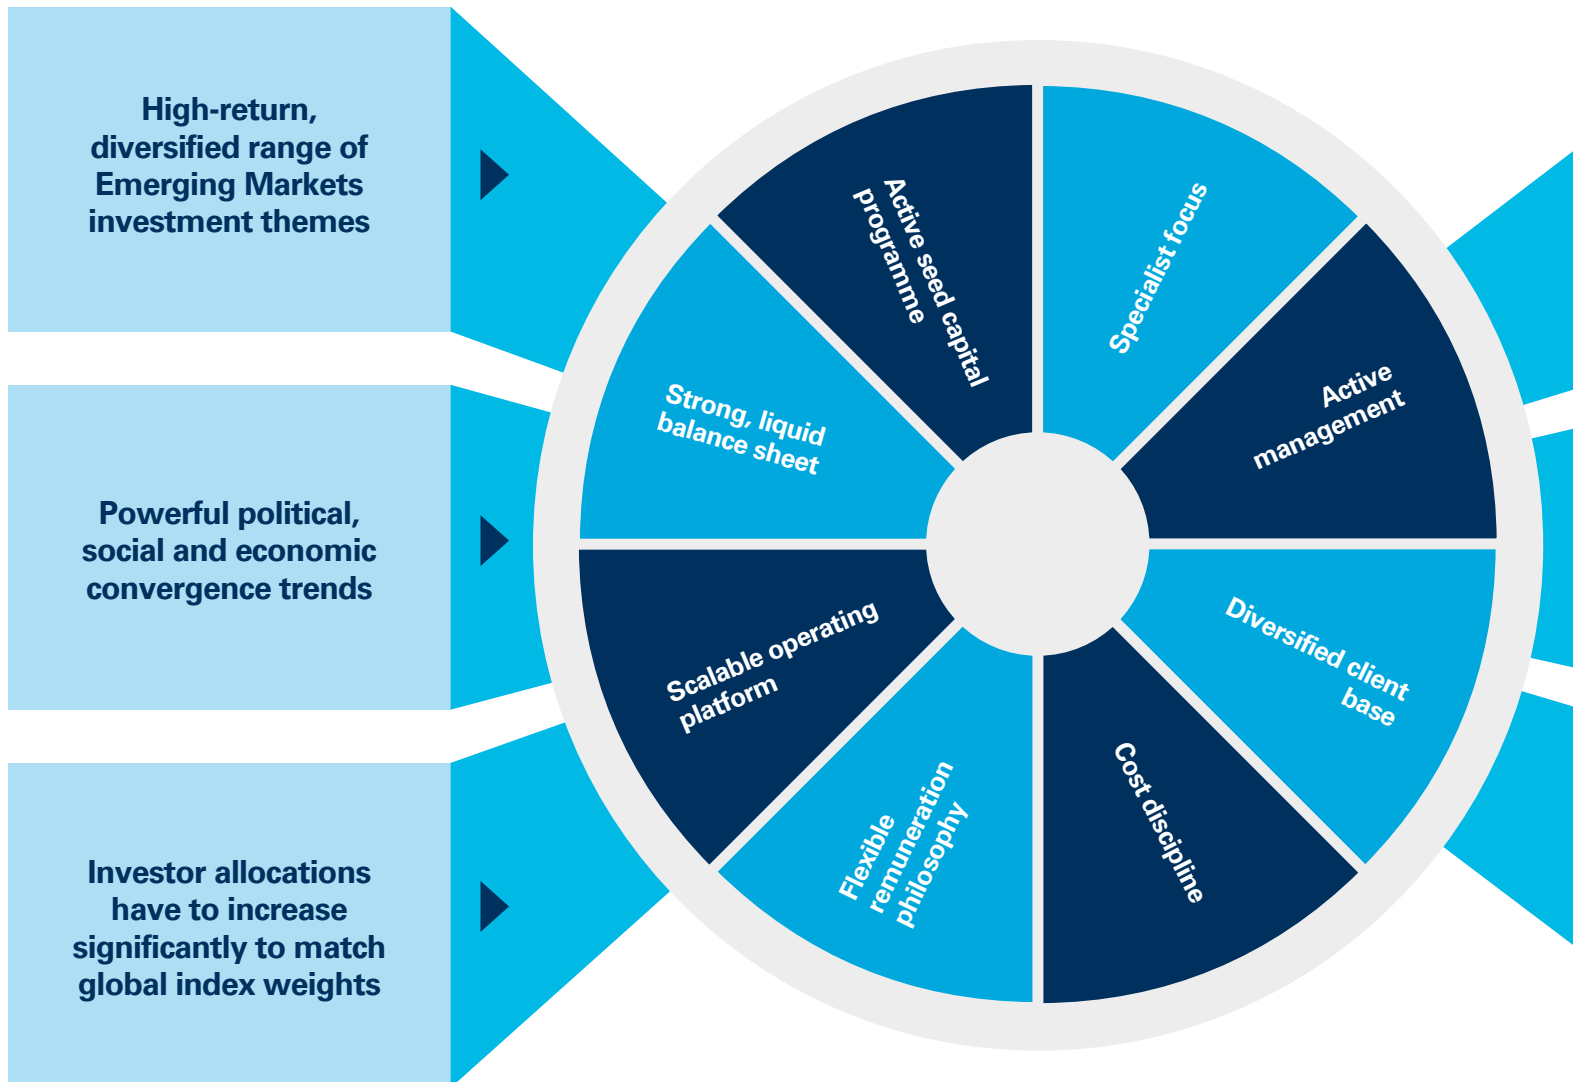 High-return,
diversified range of
Emerging Markets
investment themes
Powerful political,
social and economic
convergence trends
Investor allocations
have to increase
significantly to match
global index weights
Active seed capital
programme
Specialist focus
Active
management
Diversified client
base
Cost discipline
Flexible
remuneration
philosophy
Scalable operating
platform
Strong, liquid
balance sheet